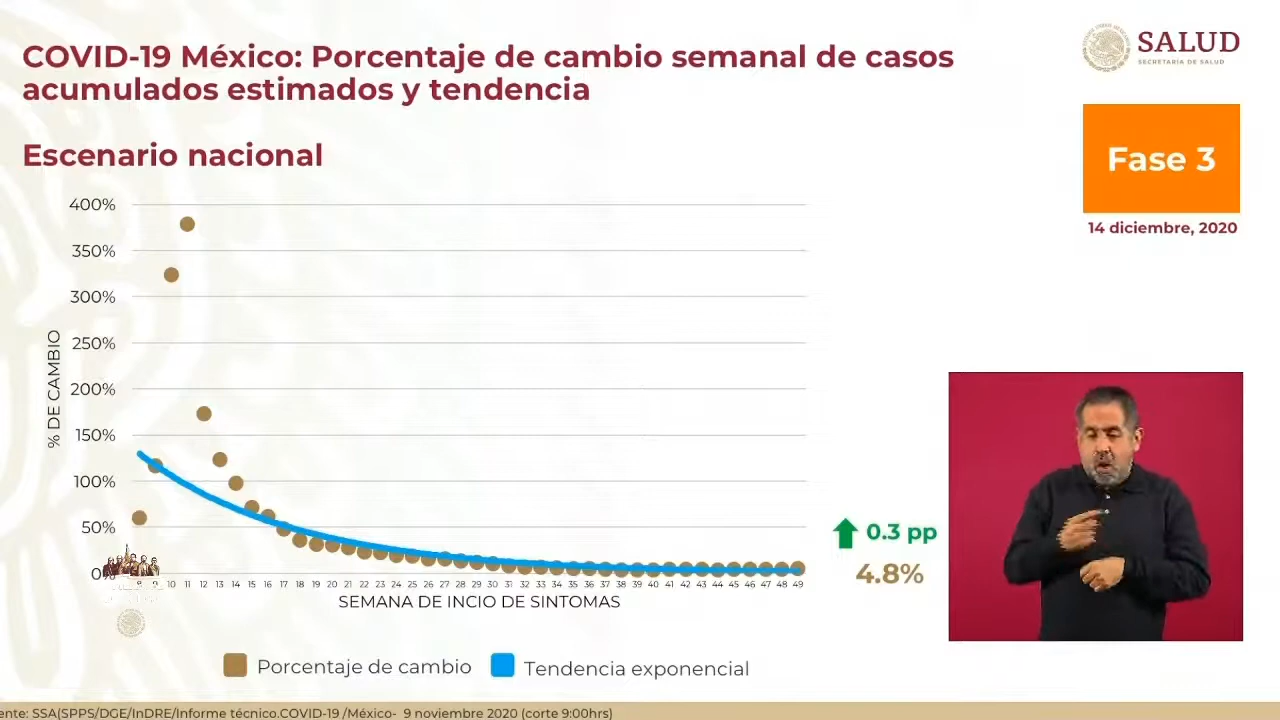 COVID-19 México: Porcentaje de cambio semanal de casos
acumulados estimados y tendencia
SALUD
SECRETARÍA DE SALUD
Escenario nacional
Fase 3
14 diciembre, 2020
400%
350%
300%
250%
200%
150%
100%
50%
0%
% DE CAMBIO
8 9 10 11 12 13 14 15 16 17 18 19 20 21 22 23 24 25 26 27 28 29 30 31 32 33 34 35 36 37 38 39 40 41 42 43 44 45 46 47 48 49
SEMANA DE INCIO DE SINTOMAS
0.3 pp
4.8%
Porcentaje de cambio
Tendencia exponencial
ente: SSA(SPPS/DGE/InDRE/Informe técnico.COVID-19 /México- 9 noviembre 2020 (corte 9:00hrs)